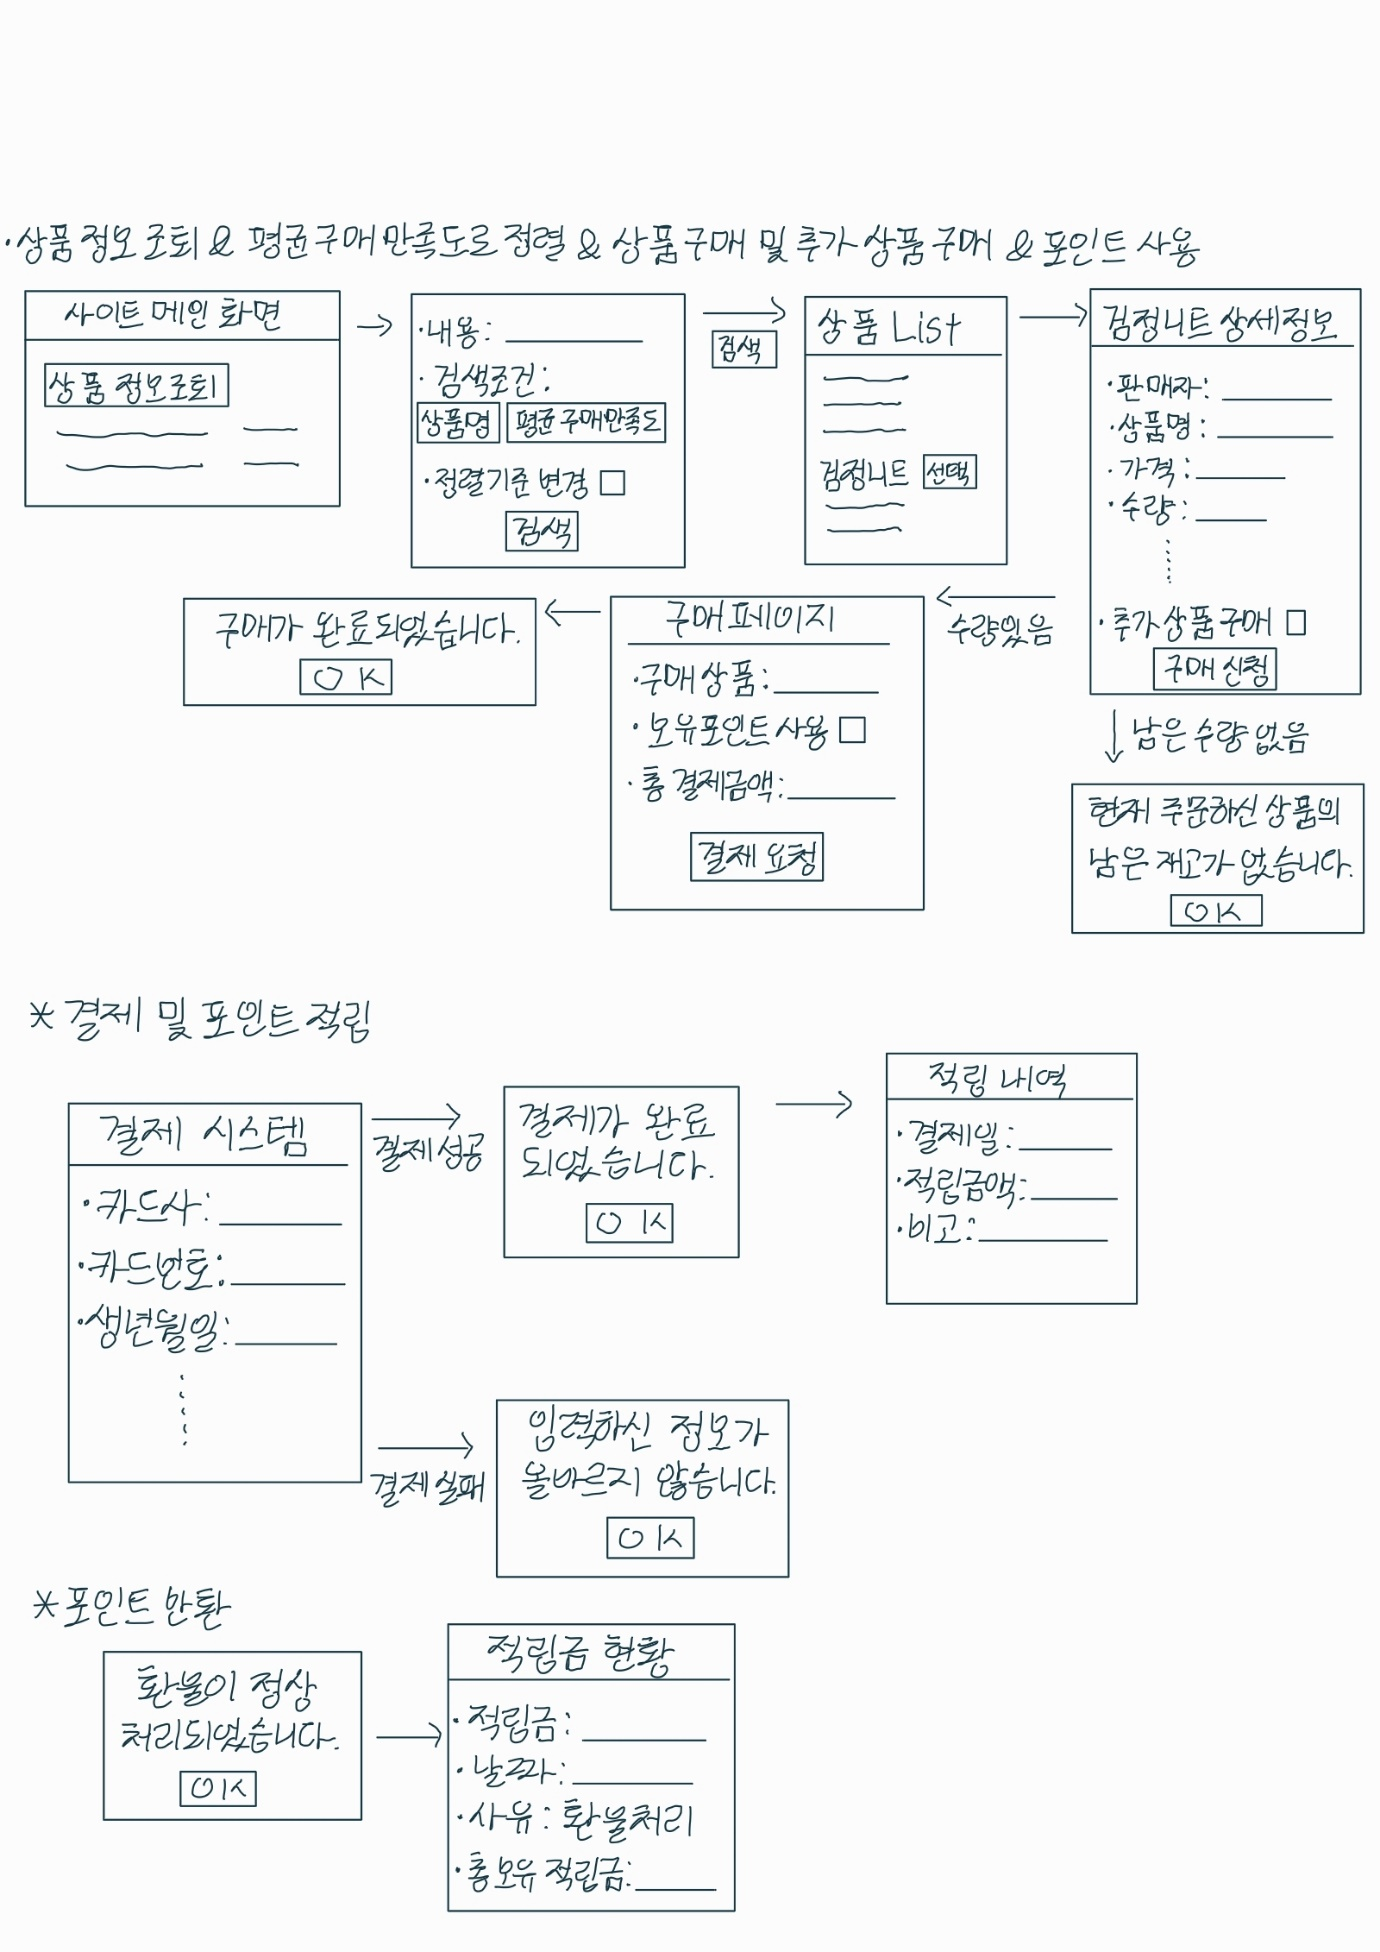 ·상품 정보 조회 & 평균 구매 만족도로 정렬 & 상품 구매 및 추가 상품 구매 & 포인트 사용
사이트 메인 화면
상품 정보조회
·내용:
·검색조건:
상품명 평균 구매만족도
·정렬기준 변경
검색
검색
상품 List
검정니트 선택
검정니트 상세정보
·판매자:
·상품명:
·가격:
·수량:
·추가상품구매
구매 신청
수량있음
남은 수량 없음
현재 주문하신 상품의
남은 재고가 없습니다.
OK
구매페이지
·구매상품:
·보유포인트 사용
·총 결제금액:
결제 요청
구매가 완료되었습니다.
OK
* 결제 및 포인트 적립
결제 시스템
·카드사:
·카드번호:
·생년월일:
결제성공
결제가 완료
되었습니다.
OK
적립 내역
·결제일:
·적립금액:
·비고:
결제 실패
입력하신 정보가
올바르지 않습니다.
OK
*포인트 반환
환불이 정상
처리되었습니다.
OK
적립금 현황
·적립금:
·날짜:
·사유: 환불처리
·총보유 적립금: